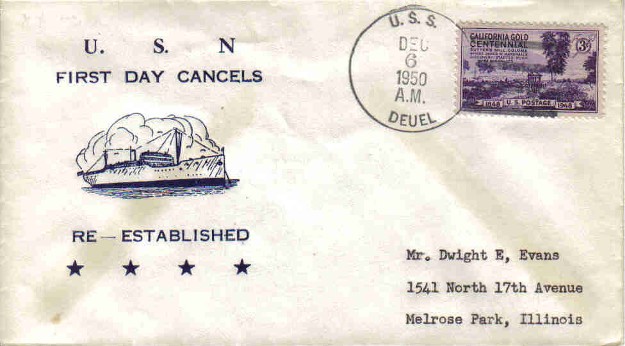 U. S. N
FIRST DAY CANCELS
RE-ESTABLISHED
U. S. S.
DEC
6
1950
A.M.
DEUEL
CALIFORNIA GOLD
CENTENNIAL
3¢
1848 U.S. POSTAGE 1948
Mr. Dwight E, Evans
1541 North 17th Avenue
Melrose Park, Illinois